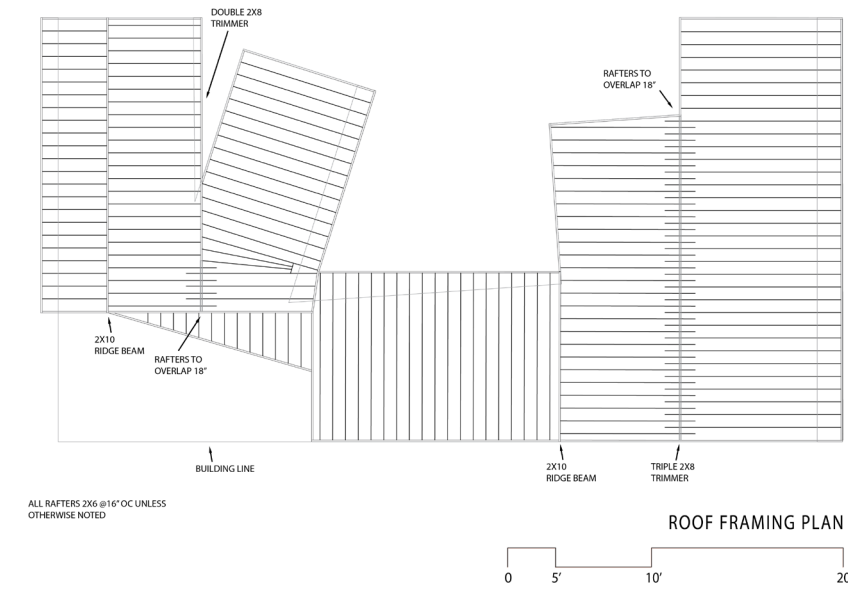 DOUBLE 2X8
TRIMMER
RAFTERS TO
OVERLAP 18"
2X10
RIDGE BEAM
RAFTERS TO
OVERLAP 18"
BUILDING LINE
2X10
RIDGE BEAM
TRIPLE 2X8
TRIMMER
ALL RAFTERS 2X6 @16" OC UNLESS
OTHERWISE NOTED
ROOF FRAMING PLAN
0 5' 10' 20